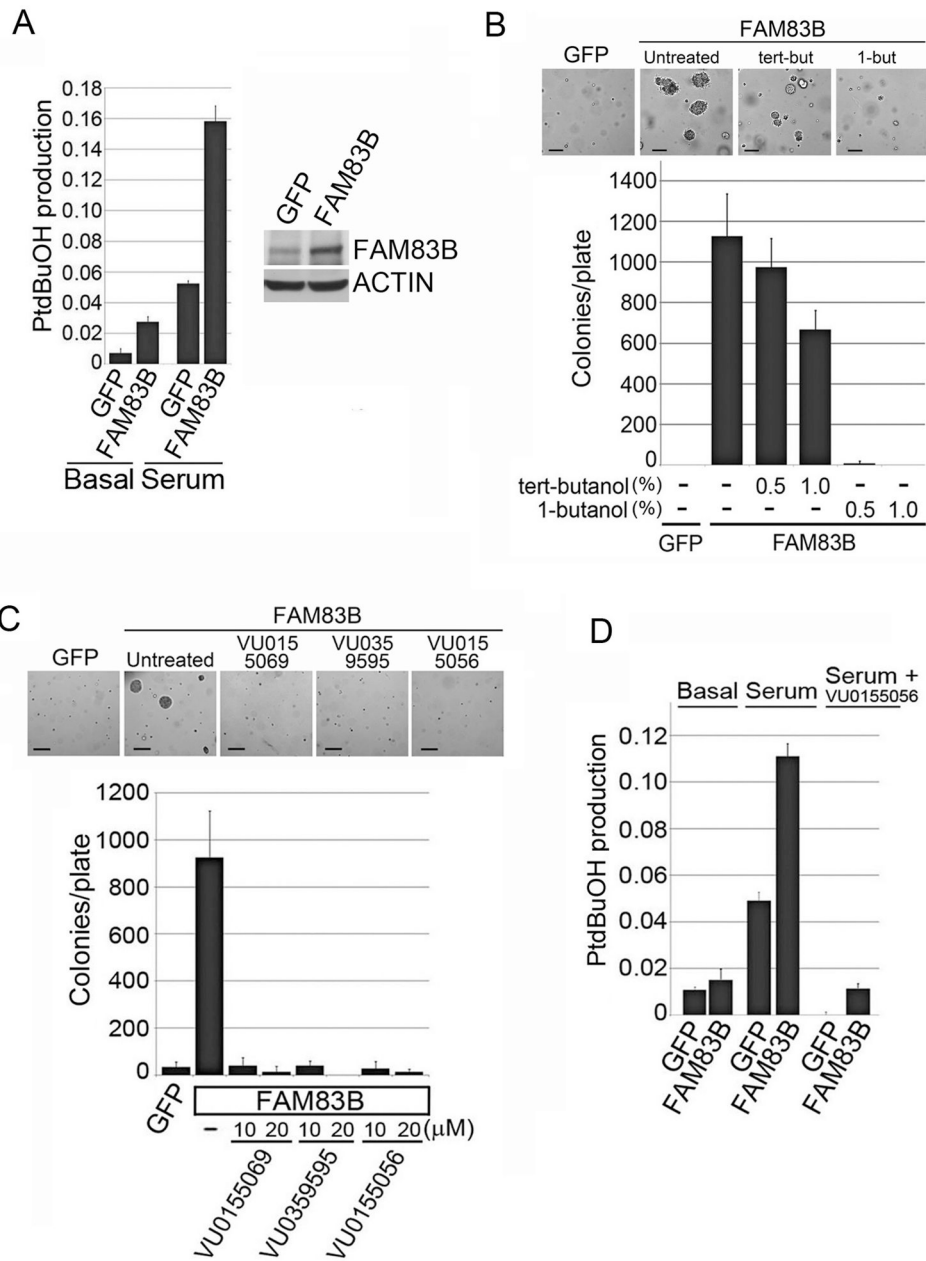 A
PtdBuOH production
0.18
0.16
0.14
0.12
0.10
0.08
0.06
0.04
0.02
0
GFP
FAM83B
GFP
FAM83B
Basal Serum
GFP
FAM83B
FAM83B
ACTIN
B
FAM83B
GFP Untreated tert-but 1-but
Colonies/plate
1400
1200
1000
800
600
400
200
0
tert-butanol(%) - - 0.5 1.0 - -
1-butanol(%) - - - - 0.5 1.0
GFP FAM83B
C
FAM83B
GFP Untreated VU015 VU035 VU015
5069 9595 5056
Colonies/plate
1200
1000
800
600
400
200
0
GFP
FAM83B
- 10 20 10 20 10 20 (μM)
VU0155069
VU0359595
VU0155056
D
Basal Serum Serum +
VU0155056
PtdBuOH production
0.12
0.10
0.08
0.06
0.04
0.02
0
GFP
FAM83B
GFP
FAM83B
GFP
FAM83B